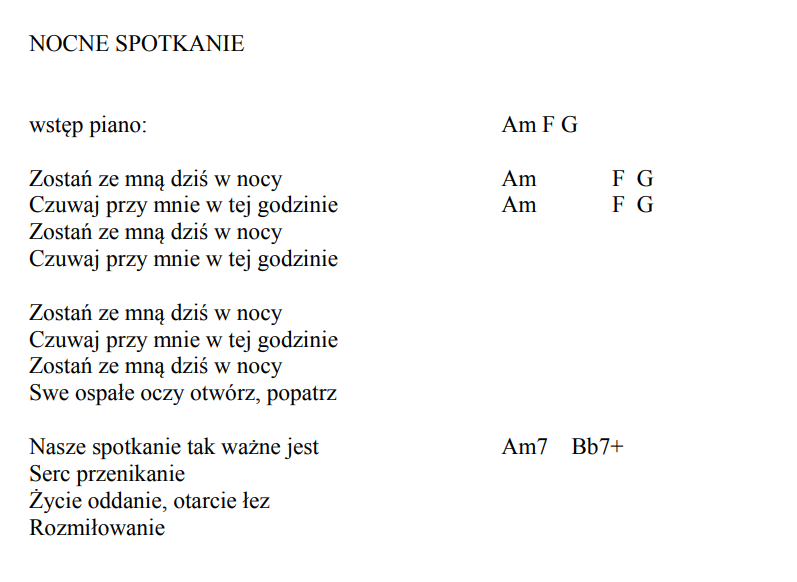 NOCNE SPOTKANIE
wstęp piano: Am F G
Zostań ze mną dziś w nocy Am F G
Czuwaj przy mnie w tej godzinie Am F G
Zostań ze mną dziś w nocy
Czuwaj przy mnie w tej godzinie
Zostań ze mną dziś w nocy
Czuwaj przy mnie w tej godzinie
Zostań ze mną dziś w nocy
Swe ospałe oczy otwórz, popatrz
Nasze spotkanie tak ważne jest Am7 Bb7+
Serc przenikanie
Życie oddanie, otarcie łez
Rozmiłowanie